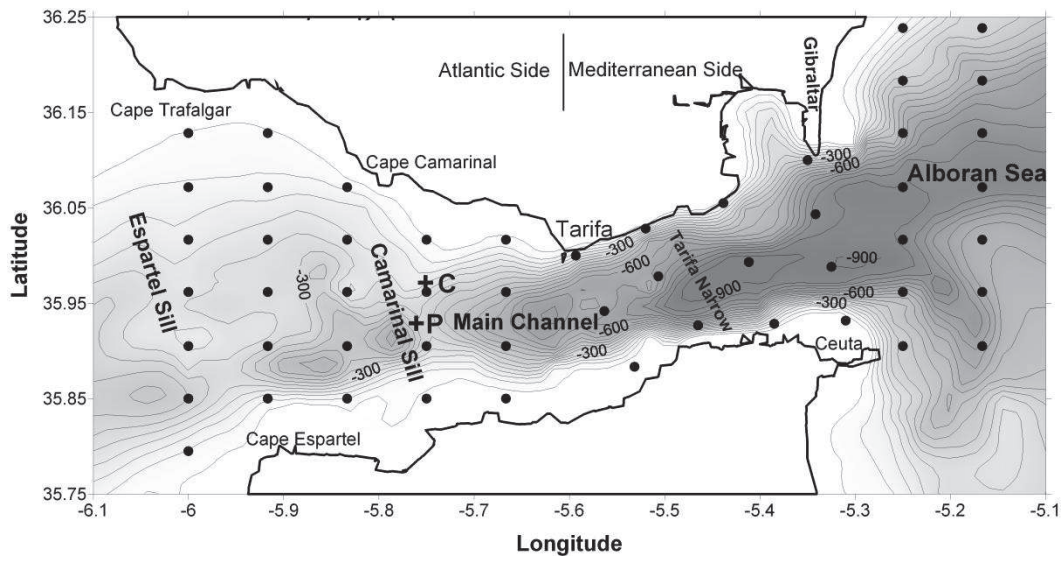 36.25
36.15
36.05
35.95
35.85
35.75
Latitude
Atlantic Side
Mediterranean Side
Gibraltar
Cape Trafalgar
Cape Camarinal
Tarifa
Alboran Sea
Espartel Sill
Camarinal Sill
Tarifa Narrow
+C
+P
Main Channel
Ceuta
Cape Espartel
-300
-600
-300
-600
-900
-300
-600
-900
-300
-600
-300
-300
-6.1
-6
-5.9
-5.8
-5.7
-5.6
-5.5
-5.4
-5.3
-5.2
-5.1
Longitude